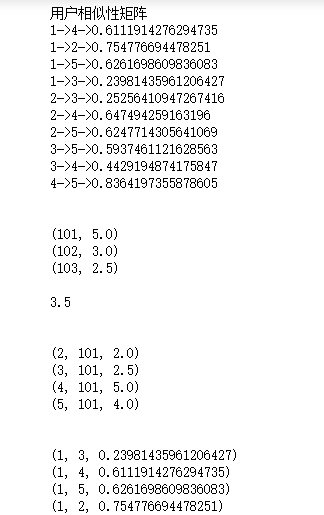 用户相似性矩阵
1->4->0.6111914276294735
1->2->0.754776694478251
1->5->0.6261698609836083
1->3->0.23981435961206427
2->3->0.25256410947267416
2->4->0.647494259163196
2->5->0.6247714305641069
3->5->0.5937461121628563
3->4->0.4429194874175847
4->5->0.8364197355878605
(101, 5.0)
(102, 3.0)
(103, 2.5)
3.5
(2, 101, 2.0)
(3, 101, 2.5)
(4, 101, 5.0)
(5, 101, 4.0)
(1, 3, 0.23981435961206427)
(1, 4, 0.6111914276294735)
(1, 5, 0.6261698609836083)
(1, 2, 0.754776694478251)